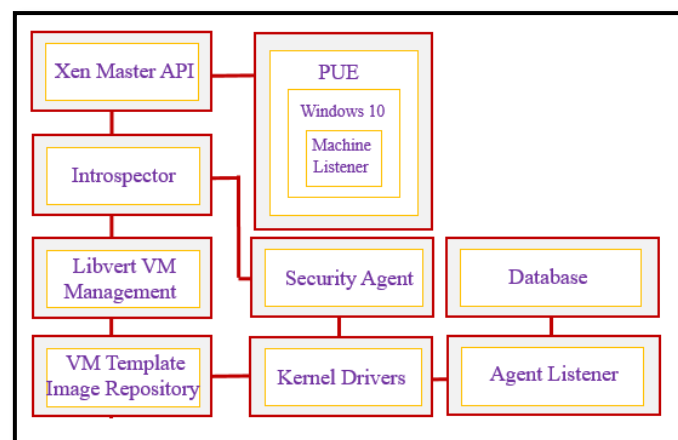 Xen Master API
PUE
Windows 10
Machine
Listener
Introspector
Libvert VM
Management
Security Agent
Database
VM Template
Image Repository
Kernel Drivers
Agent Listener